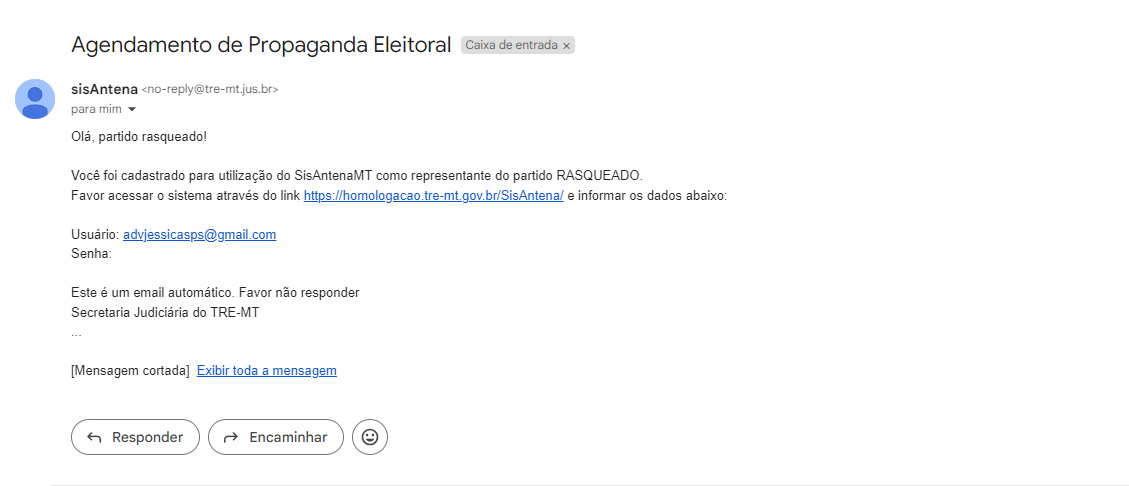 Agendamento de Propaganda Eleitoral Caixa de entrada ×
sisAntena <no-reply@tre-mt.jus.br>
para mim
Olá, partido rasqueado!
Você foi cadastrado para utilização do SisAntenaMT como representante do partido RASQUEADO.
Favor acessar o sistema através do link https://homologacao.tre-mt.gov.br/SisAntena/ e informar os dados abaixo:
Usuário: advjessicasps@gmail.com
Senha:
Este é um email automático. Favor não responder
Secretaria Judiciária do TRE-MT
...
[Mensagem cortada] Exibir toda a mensagem
Responder Encaminhar